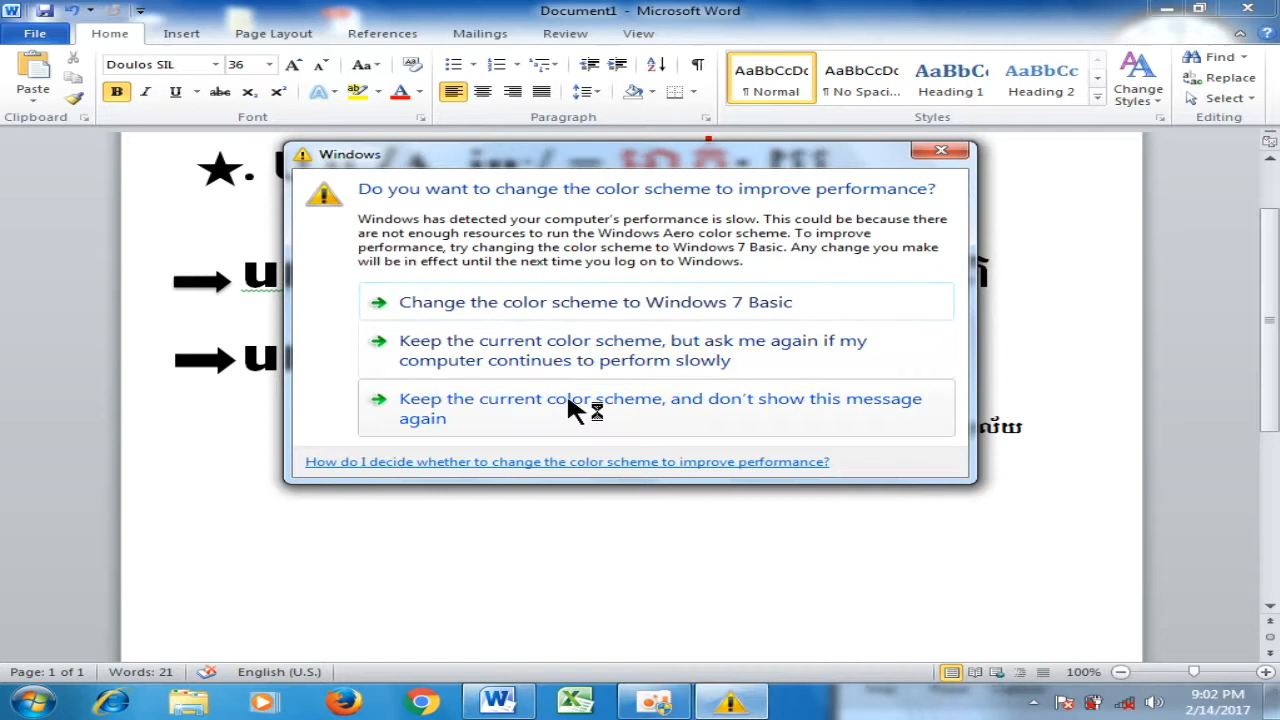 Document1 - Microsoft Word
File Home Insert Page Layout References Mailings Review View
Doulos SIL 36 Aa
Paste
B I U abc x₂ x² A
¶
AaBbCcDc AaBbCcDc AaBbCc AaBbCc
¶ Normal ¶ No Spaci... Heading 1 Heading 2
Change Styles
Find
Replace
Select
Clipboard Font Paragraph Styles Editing
Windows
Do you want to change the color scheme to improve performance?
Windows has detected your computer's performance is slow. This could be because there
are not enough resources to run the Windows Aero color scheme. To improve
performance, try changing the color scheme to Windows 7 Basic. Any change you make
will be in effect until the next time you log on to Windows.
Change the color scheme to Windows 7 Basic
Keep the current color scheme, but ask me again if my
computer continues to perform slowly
Keep the current color scheme, and don't show this message
again
How do I decide whether to change the color scheme to improve performance?
Page: 1 of 1 Words: 21 English (U.S.) 100%
9:02 PM
2/14/2017